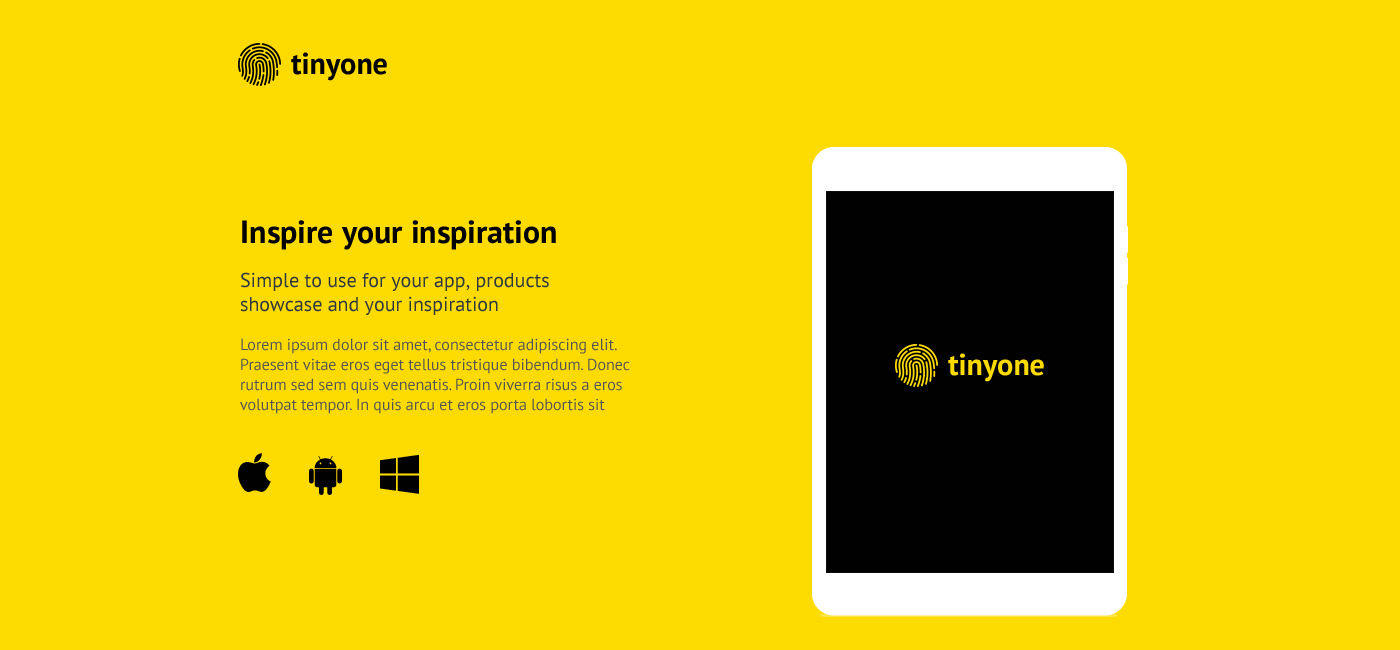 tinyone
Inspire your inspiration
Simple to use for your app, products
showcase and your inspiration
Lorem ipsum dolor sit amet, consectetur adipiscing elit.
Praesent vitae eros eget tellus tristique bibendum. Donec
rutrum sed sem quis venenatis. Proin viverra risus a eros
volutpat tempor. In quis arcu et eros porta lobortis sit
tinyone